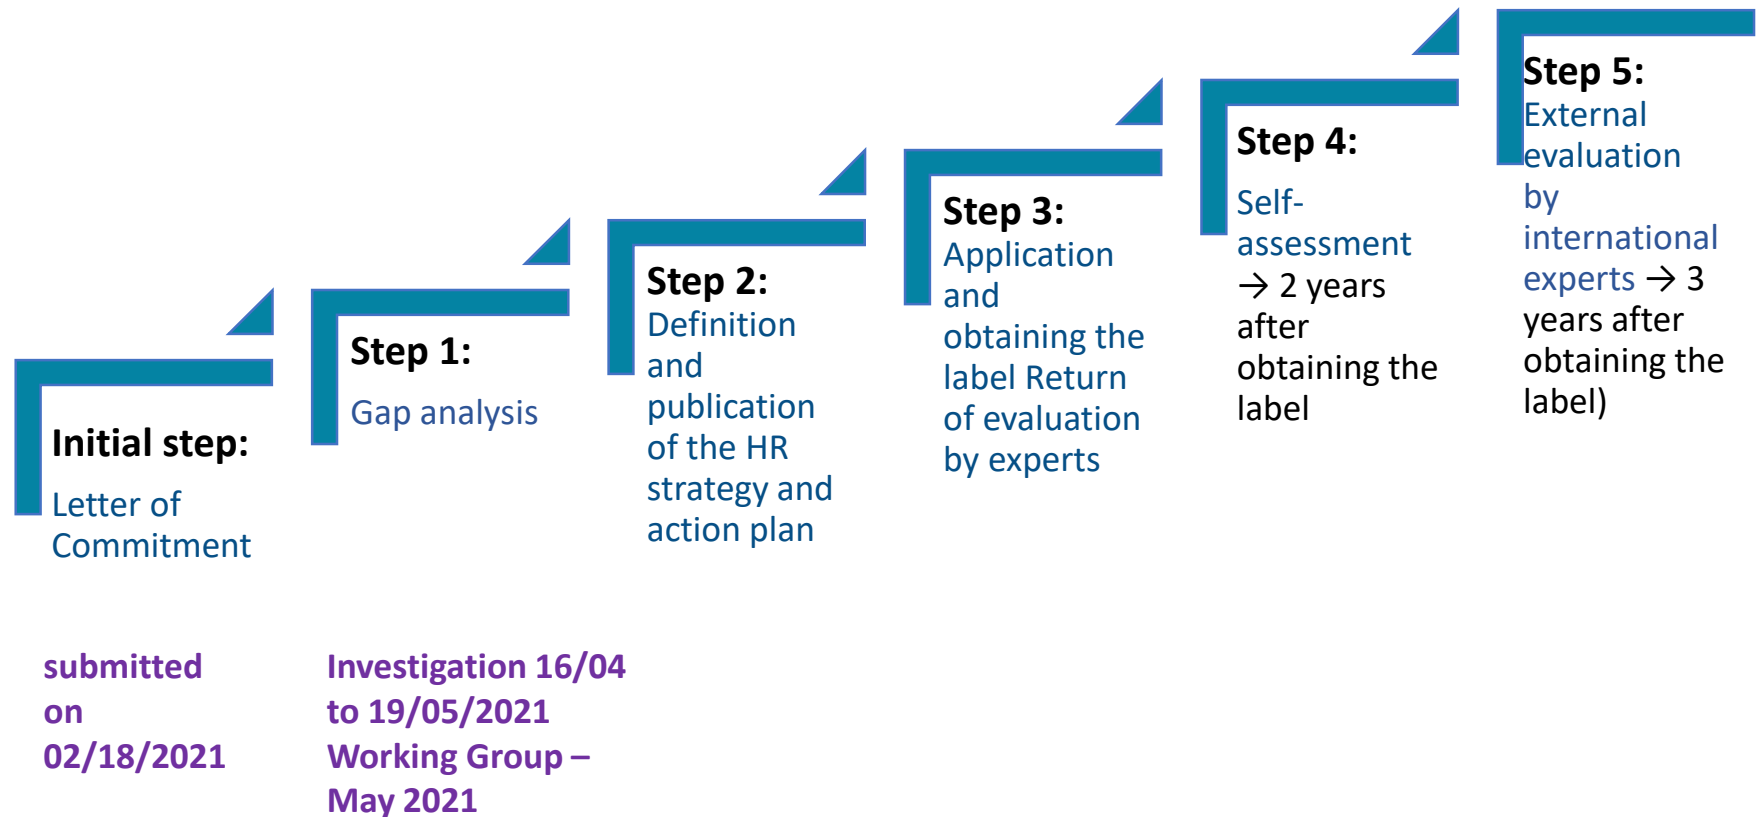 Initial step:
Letter of
Commitment
Step 1:
Gap analysis
Step 2:
Definition
and
publication
of the HR
strategy and
action plan
Step 3:
Application
and
obtaining the
label Return
of evaluation
by experts
Step 4:
Self-
assessment
→ 2 years
after
obtaining the
label
Step 5:
External
evaluation
by
international
experts → 3
years after
obtaining the
label)
submitted
on
02/18/2021
Investigation 16/04
to 19/05/2021
Working Group –
May 2021